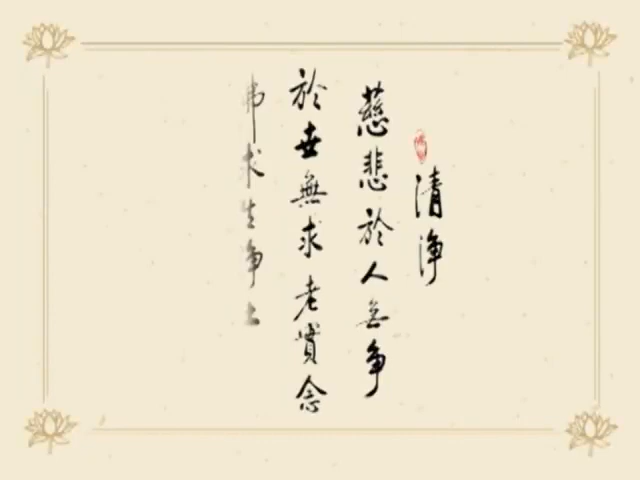 清淨
慈悲於人無爭
於世無求老實念
佛求生淨土